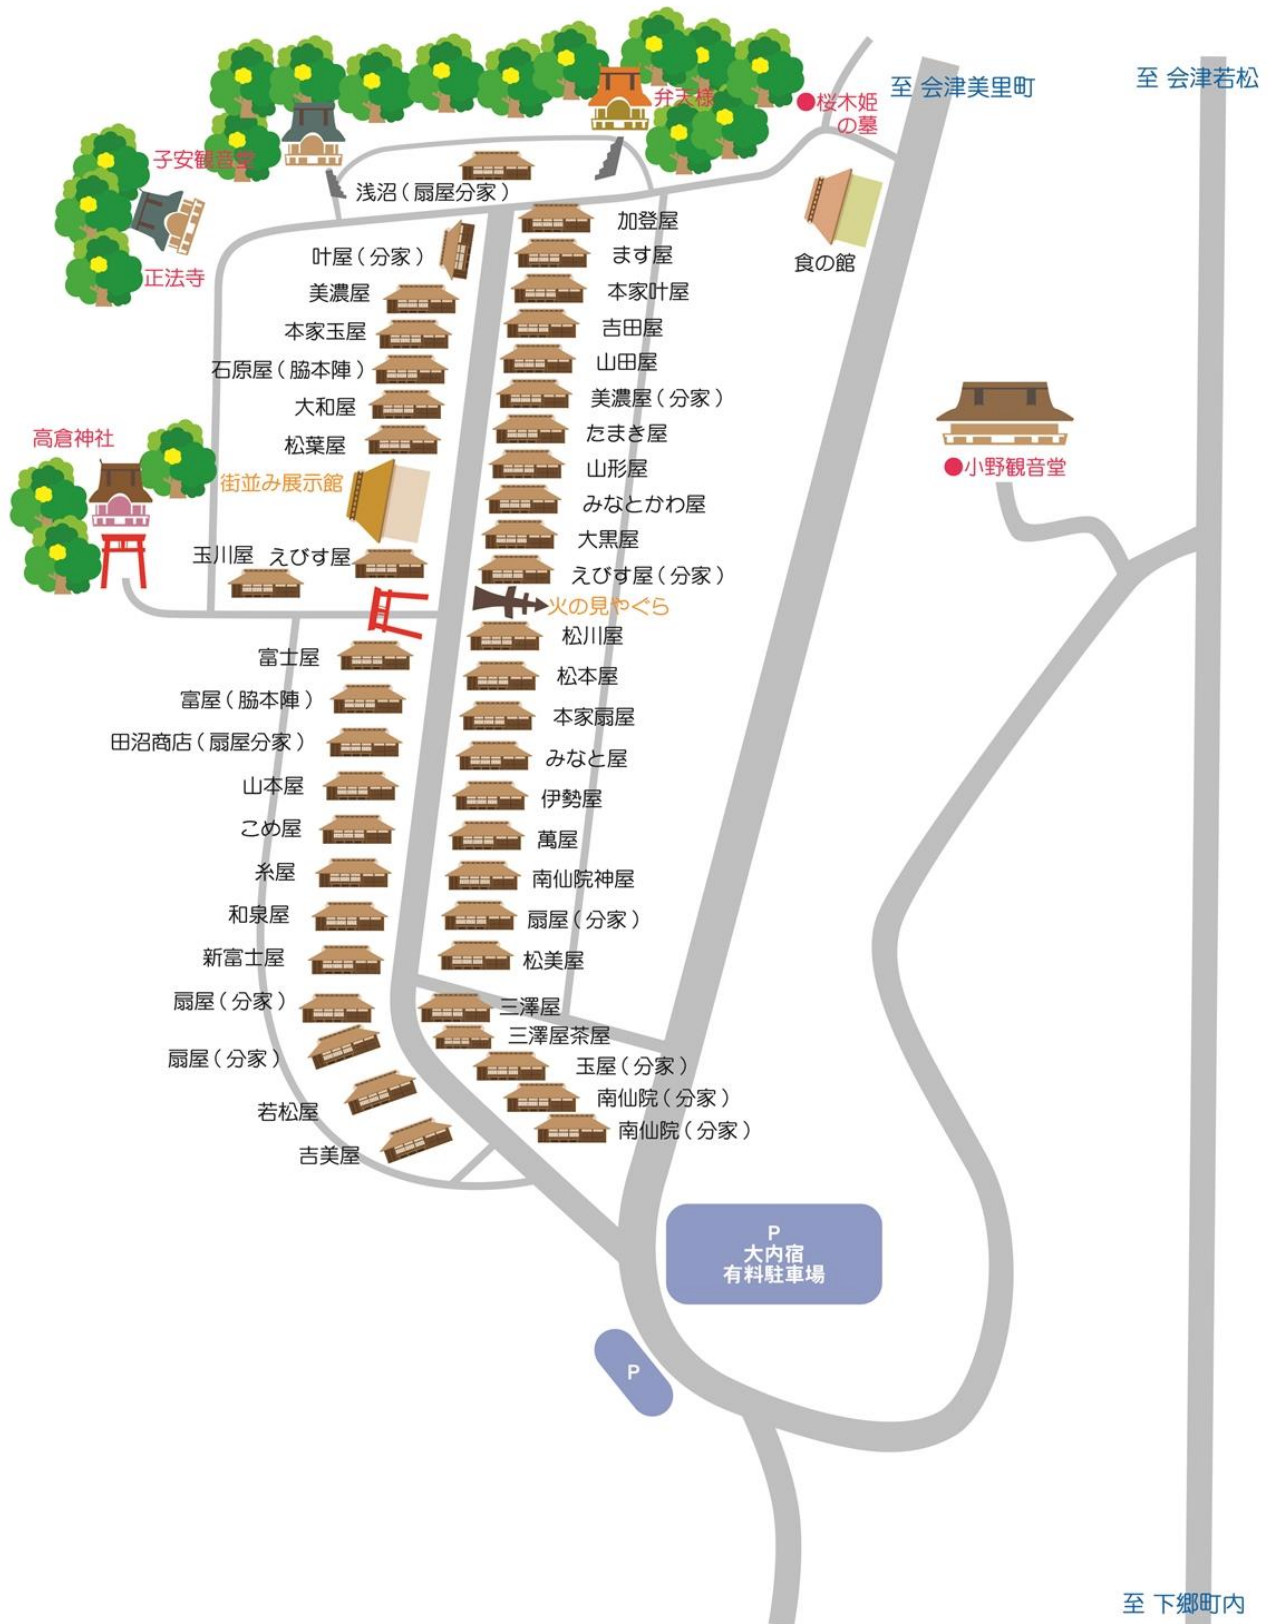 至 会津美里町
至 会津若松
弁天様
●桜木姫
の墓
子安観音堂
浅沼（扇屋分家）
正法寺
食の館
叶屋（分家）
美濃屋
本家玉屋
石原屋（脇本陣）
大和屋
松葉屋
街並み展示館
高倉神社
玉川屋
えびす屋
加登屋
ます屋
本家叶屋
吉田屋
山田屋
美濃屋（分家）
たまき屋
山形屋
みなとかわ屋
大黒屋
えびす屋（分家）
火の見やぐら
●小野観音堂
富士屋
富屋（脇本陣）
田沼商店（扇屋分家）
山本屋
こめ屋
糸屋
和泉屋
新富士屋
扇屋（分家）
扇屋（分家）
若松屋
吉美屋
松川屋
松本屋
本家扇屋
みなと屋
伊勢屋
萬屋
南仙院神屋
扇屋（分家）
松美屋
三澤屋
三澤屋茶屋
玉屋（分家）
南仙院（分家）
南仙院（分家）
P
大内宿
有料駐車場
P
至 下郷町内